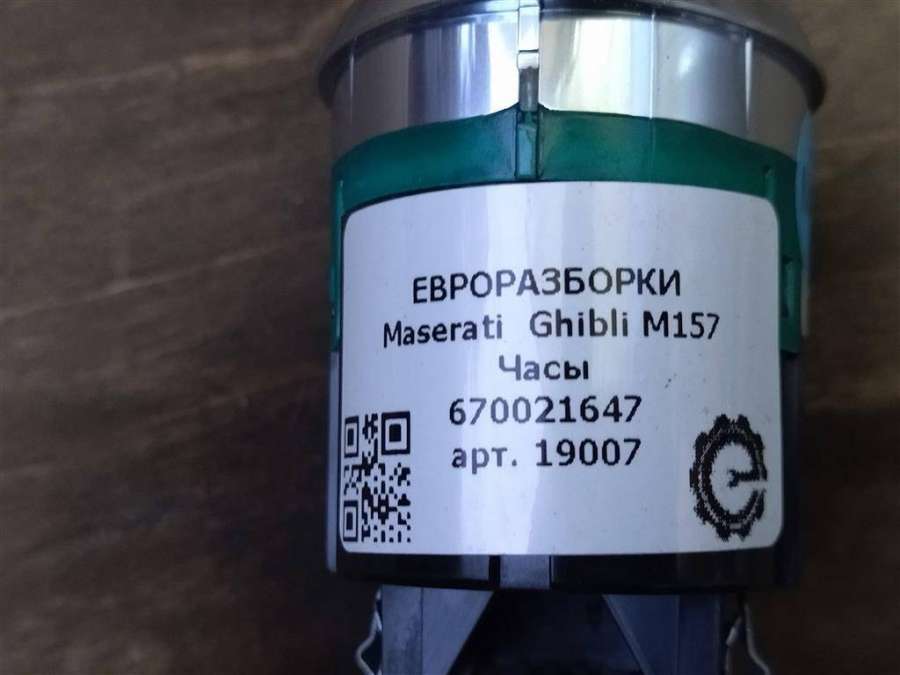 ЕВРОРАЗБОРКИ
Maserati Ghibli M157
Часы
670021647
арт. 19007